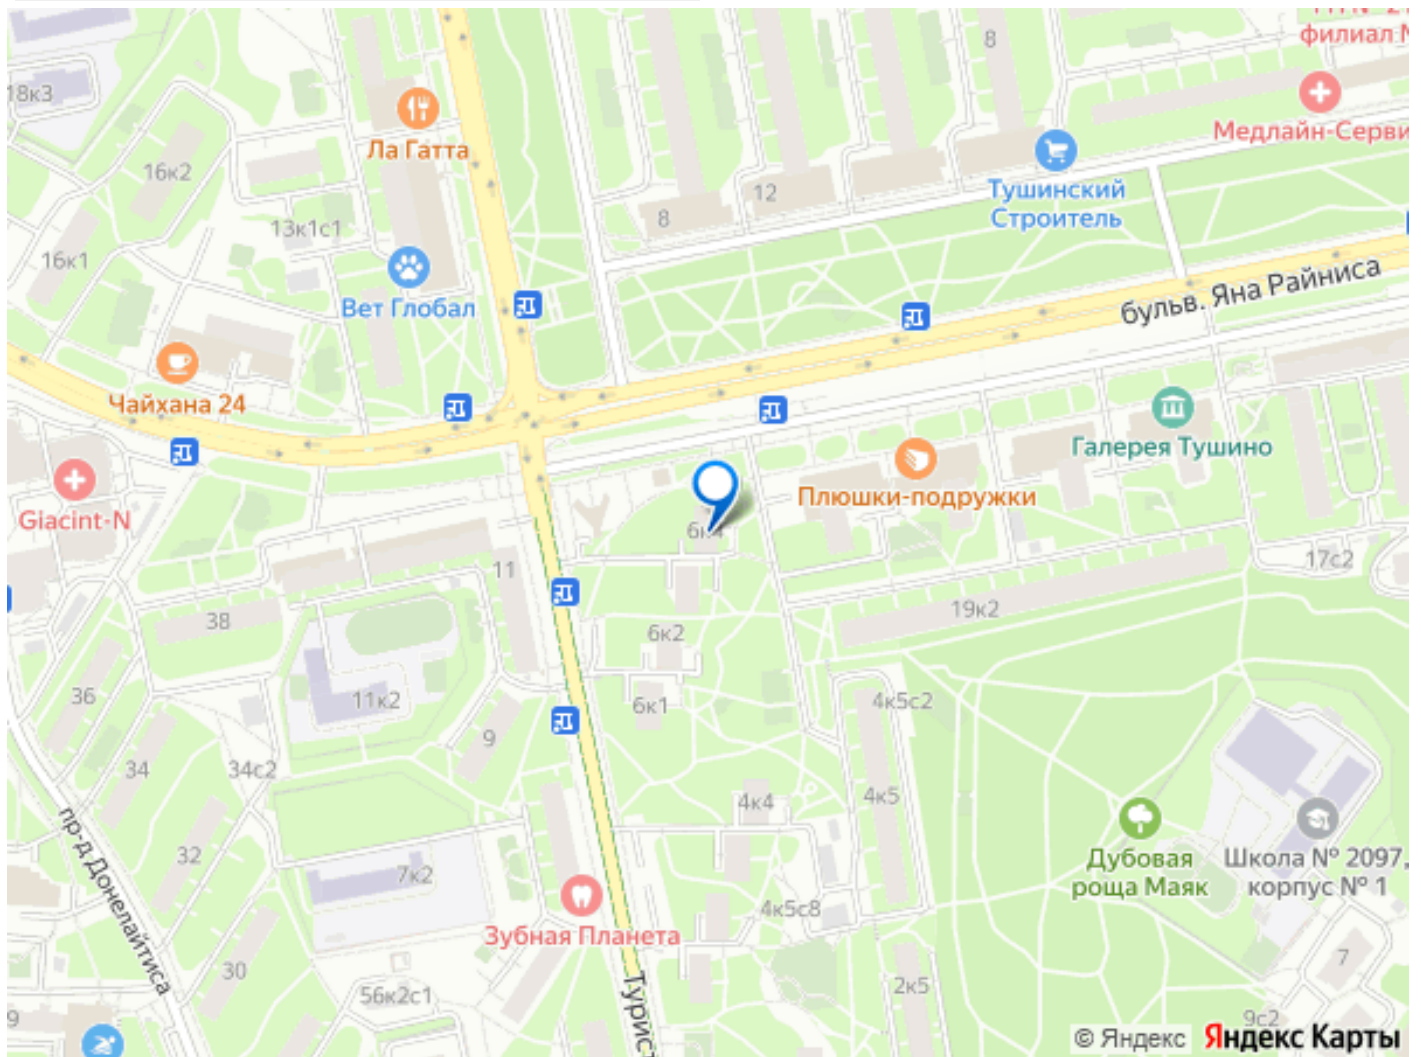 филиал
8
18к3
Медлайн-Серви
Ла Гатта
16к2
Тушинский
Строитель
12
8
13к1с1
16к1
бульв. Яна Райниса
Вет Глобал
Чайхана 24
Галерея Тушино
Плюшки-подружки
Giacint-N
6к4
17с2
11
19к2
38
6к2
36
11к2
6к1
4к5с2
9
34
34с2
4к4
4к5
пр-д Донелайтиса
32
Дубовая
роща Маяк
Школа № 2097,
корпус № 1
7к2
4к5с8
Зубная Планета
30
7
2к5
56к2с1
Турист
9
9с2
© Яндекс Яндекс Карты